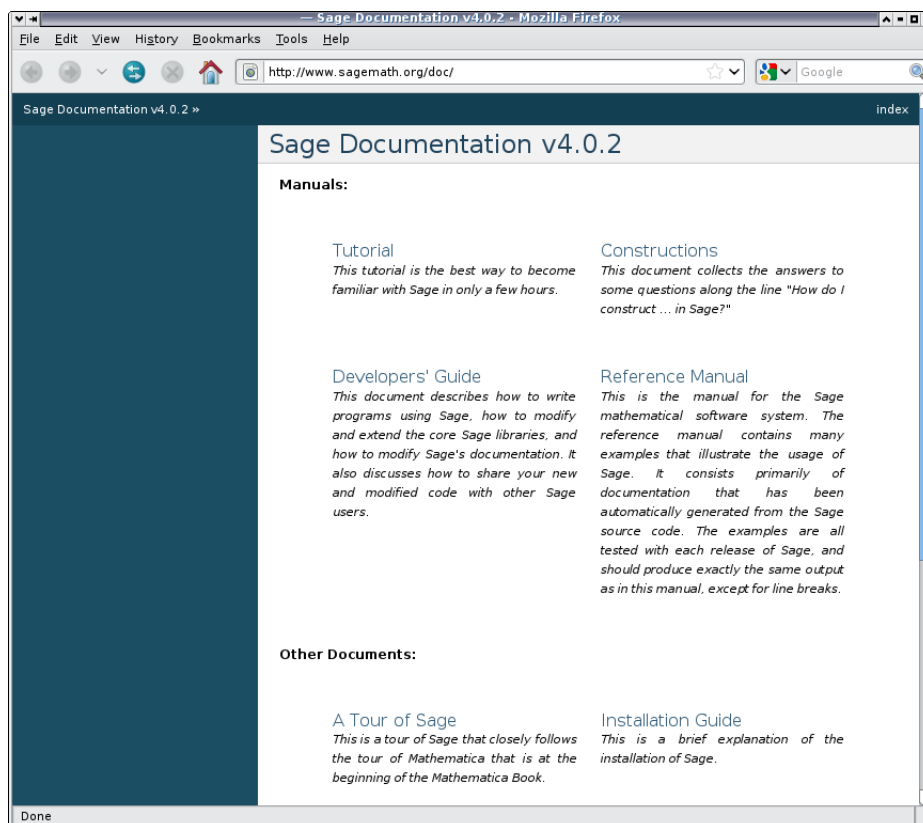 — Sage Documentation v4.0.2 - Mozilla Firefox
File Edit View History Bookmarks Tools Help
http://www.sagemath.org/doc/ Google
Sage Documentation v4.0.2 » index
Sage Documentation v4.0.2
Manuals:
Tutorial
This tutorial is the best way to become
familiar with Sage in only a few hours.
Constructions
This document collects the answers to
some questions along the line "How do I
construct ... in Sage?"
Developers' Guide
This document describes how to write
programs using Sage, how to modify
and extend the core Sage libraries, and
how to modify Sage's documentation. It
also discusses how to share your new
and modified code with other Sage
users.
Reference Manual
This is the manual for the Sage
mathematical software system. The
reference manual contains many
examples that illustrate the usage of
Sage. It consists primarily of
documentation that has been
automatically generated from the Sage
source code. The examples are all
tested with each release of Sage, and
should produce exactly the same output
as in this manual, except for line breaks.
Other Documents:
A Tour of Sage
This is a tour of Sage that closely follows
the tour of Mathematica that is at the
beginning of the Mathematica Book.
Installation Guide
This is a brief explanation of the
installation of Sage.
Done